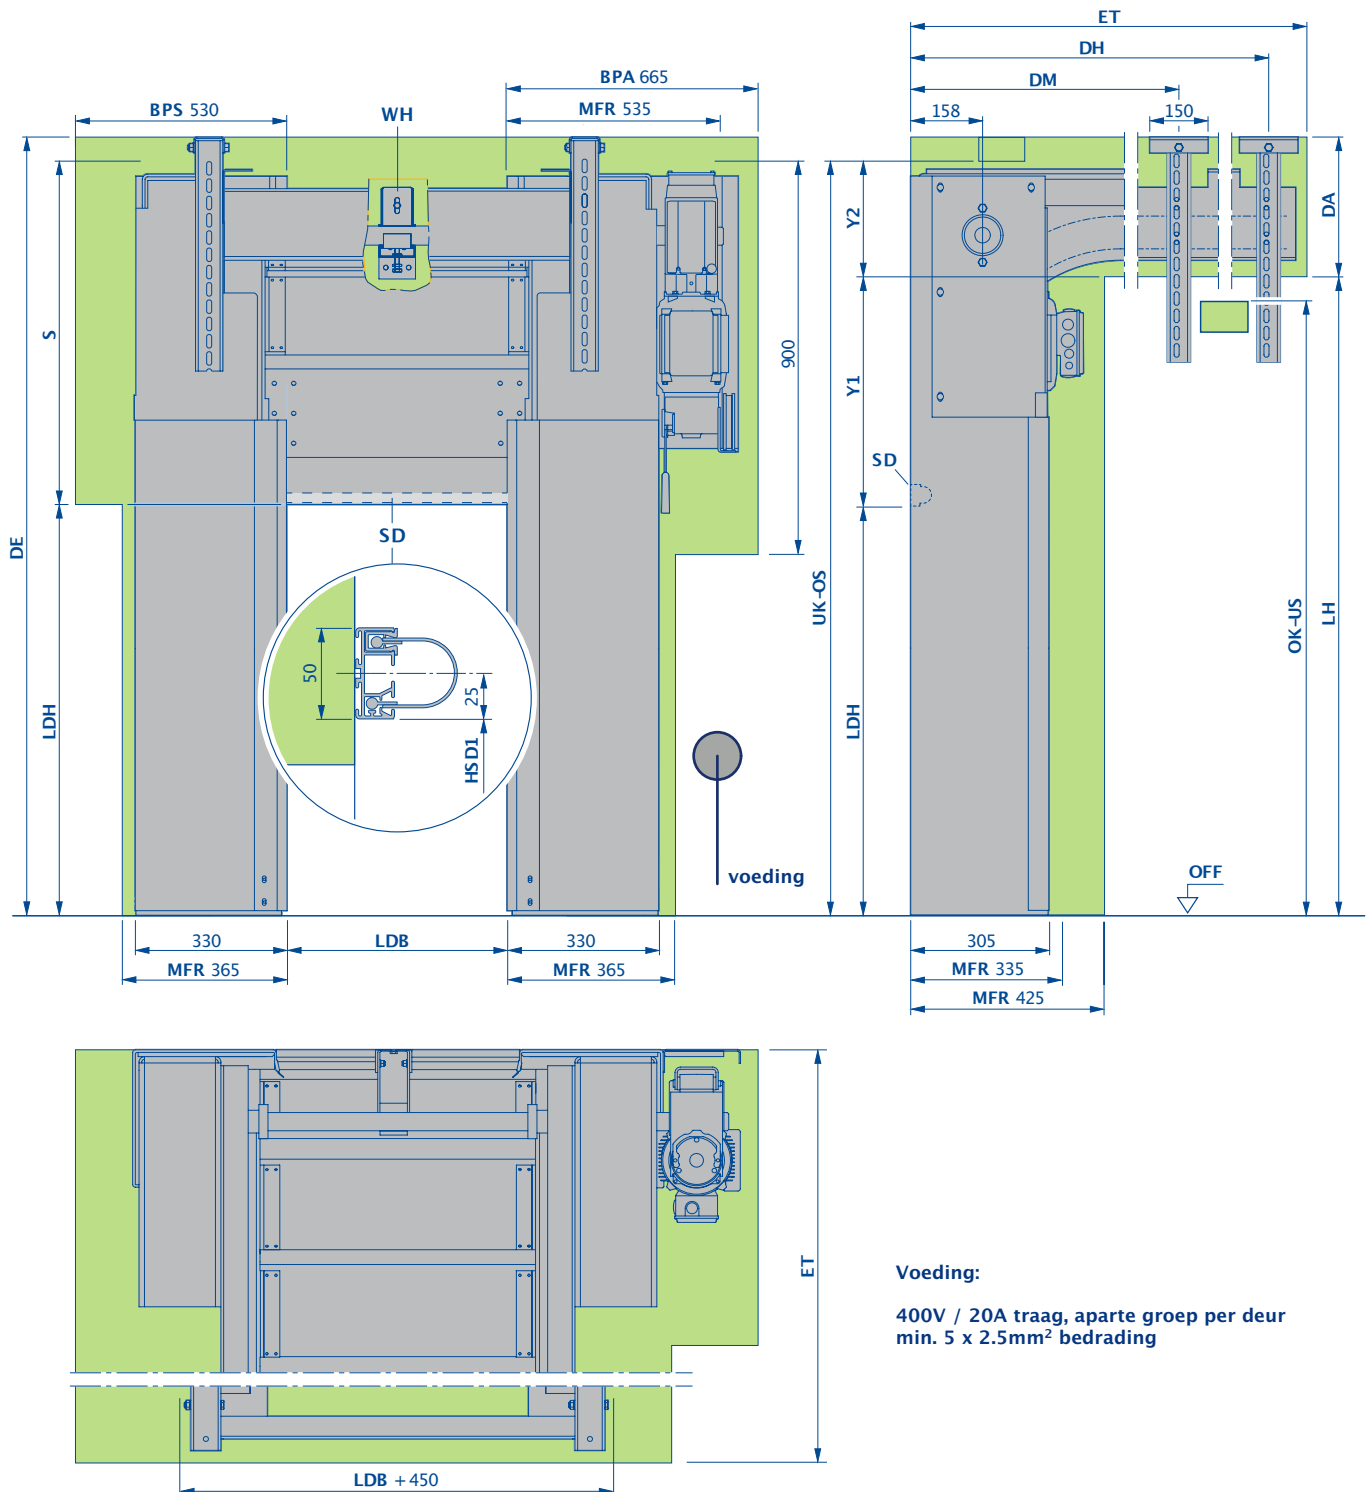 ET
DH
BPA 665
DM
BPS 530
WH
MFR 535
158
150
Y2
DA
S
900
Y1
SD
DE
SD
UK-OS
OK-US
LH
50
25
LDH
HSD1
LDH
voeding
OFF
330
LDB
330
305
MFR 365
MFR 365
MFR 335
MFR 425
ET
Voeding:
400V / 20A traag, aparte groep per deur
min. 5 x 2.5mm² bedrading
LDB +450